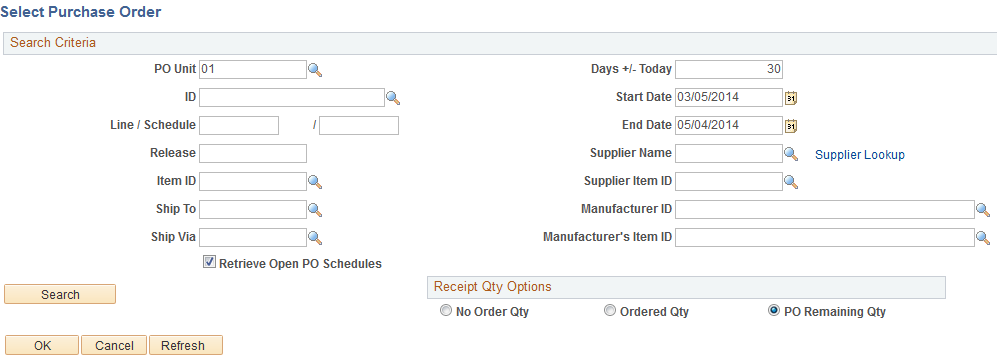 Select Purchase Order
Search Criteria
PO Unit 01 Days +/- Today 30
ID Start Date 03/05/2014 31
Line / Schedule / End Date 05/04/2014 31
Release Supplier Name Supplier Lookup
Item ID Supplier Item ID
Ship To Manufacturer ID
Ship Via Manufacturer's Item ID
Retrieve Open PO Schedules
Search Receipt Qty Options
No Order Qty Ordered Qty PO Remaining Qty
OK Cancel Refresh